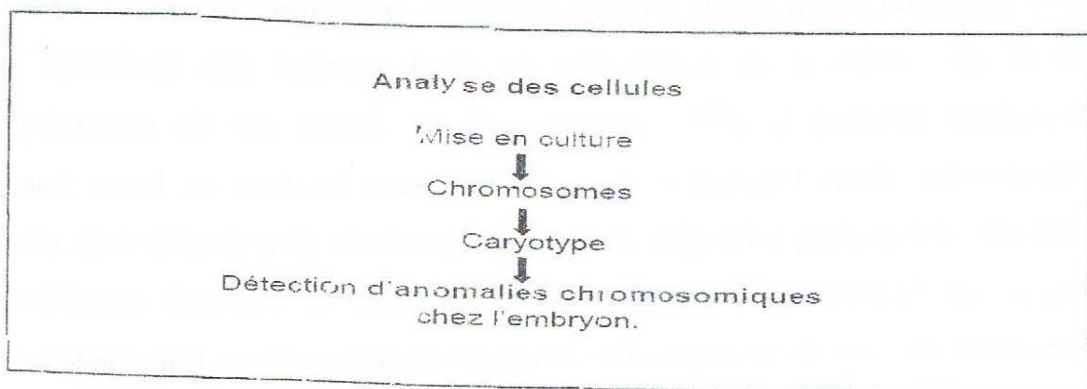 Analyse des cellules
Mise en culture
Chromosomes
Caryotype
Détection d'anomalies chromosomiques
chez l'embryon.